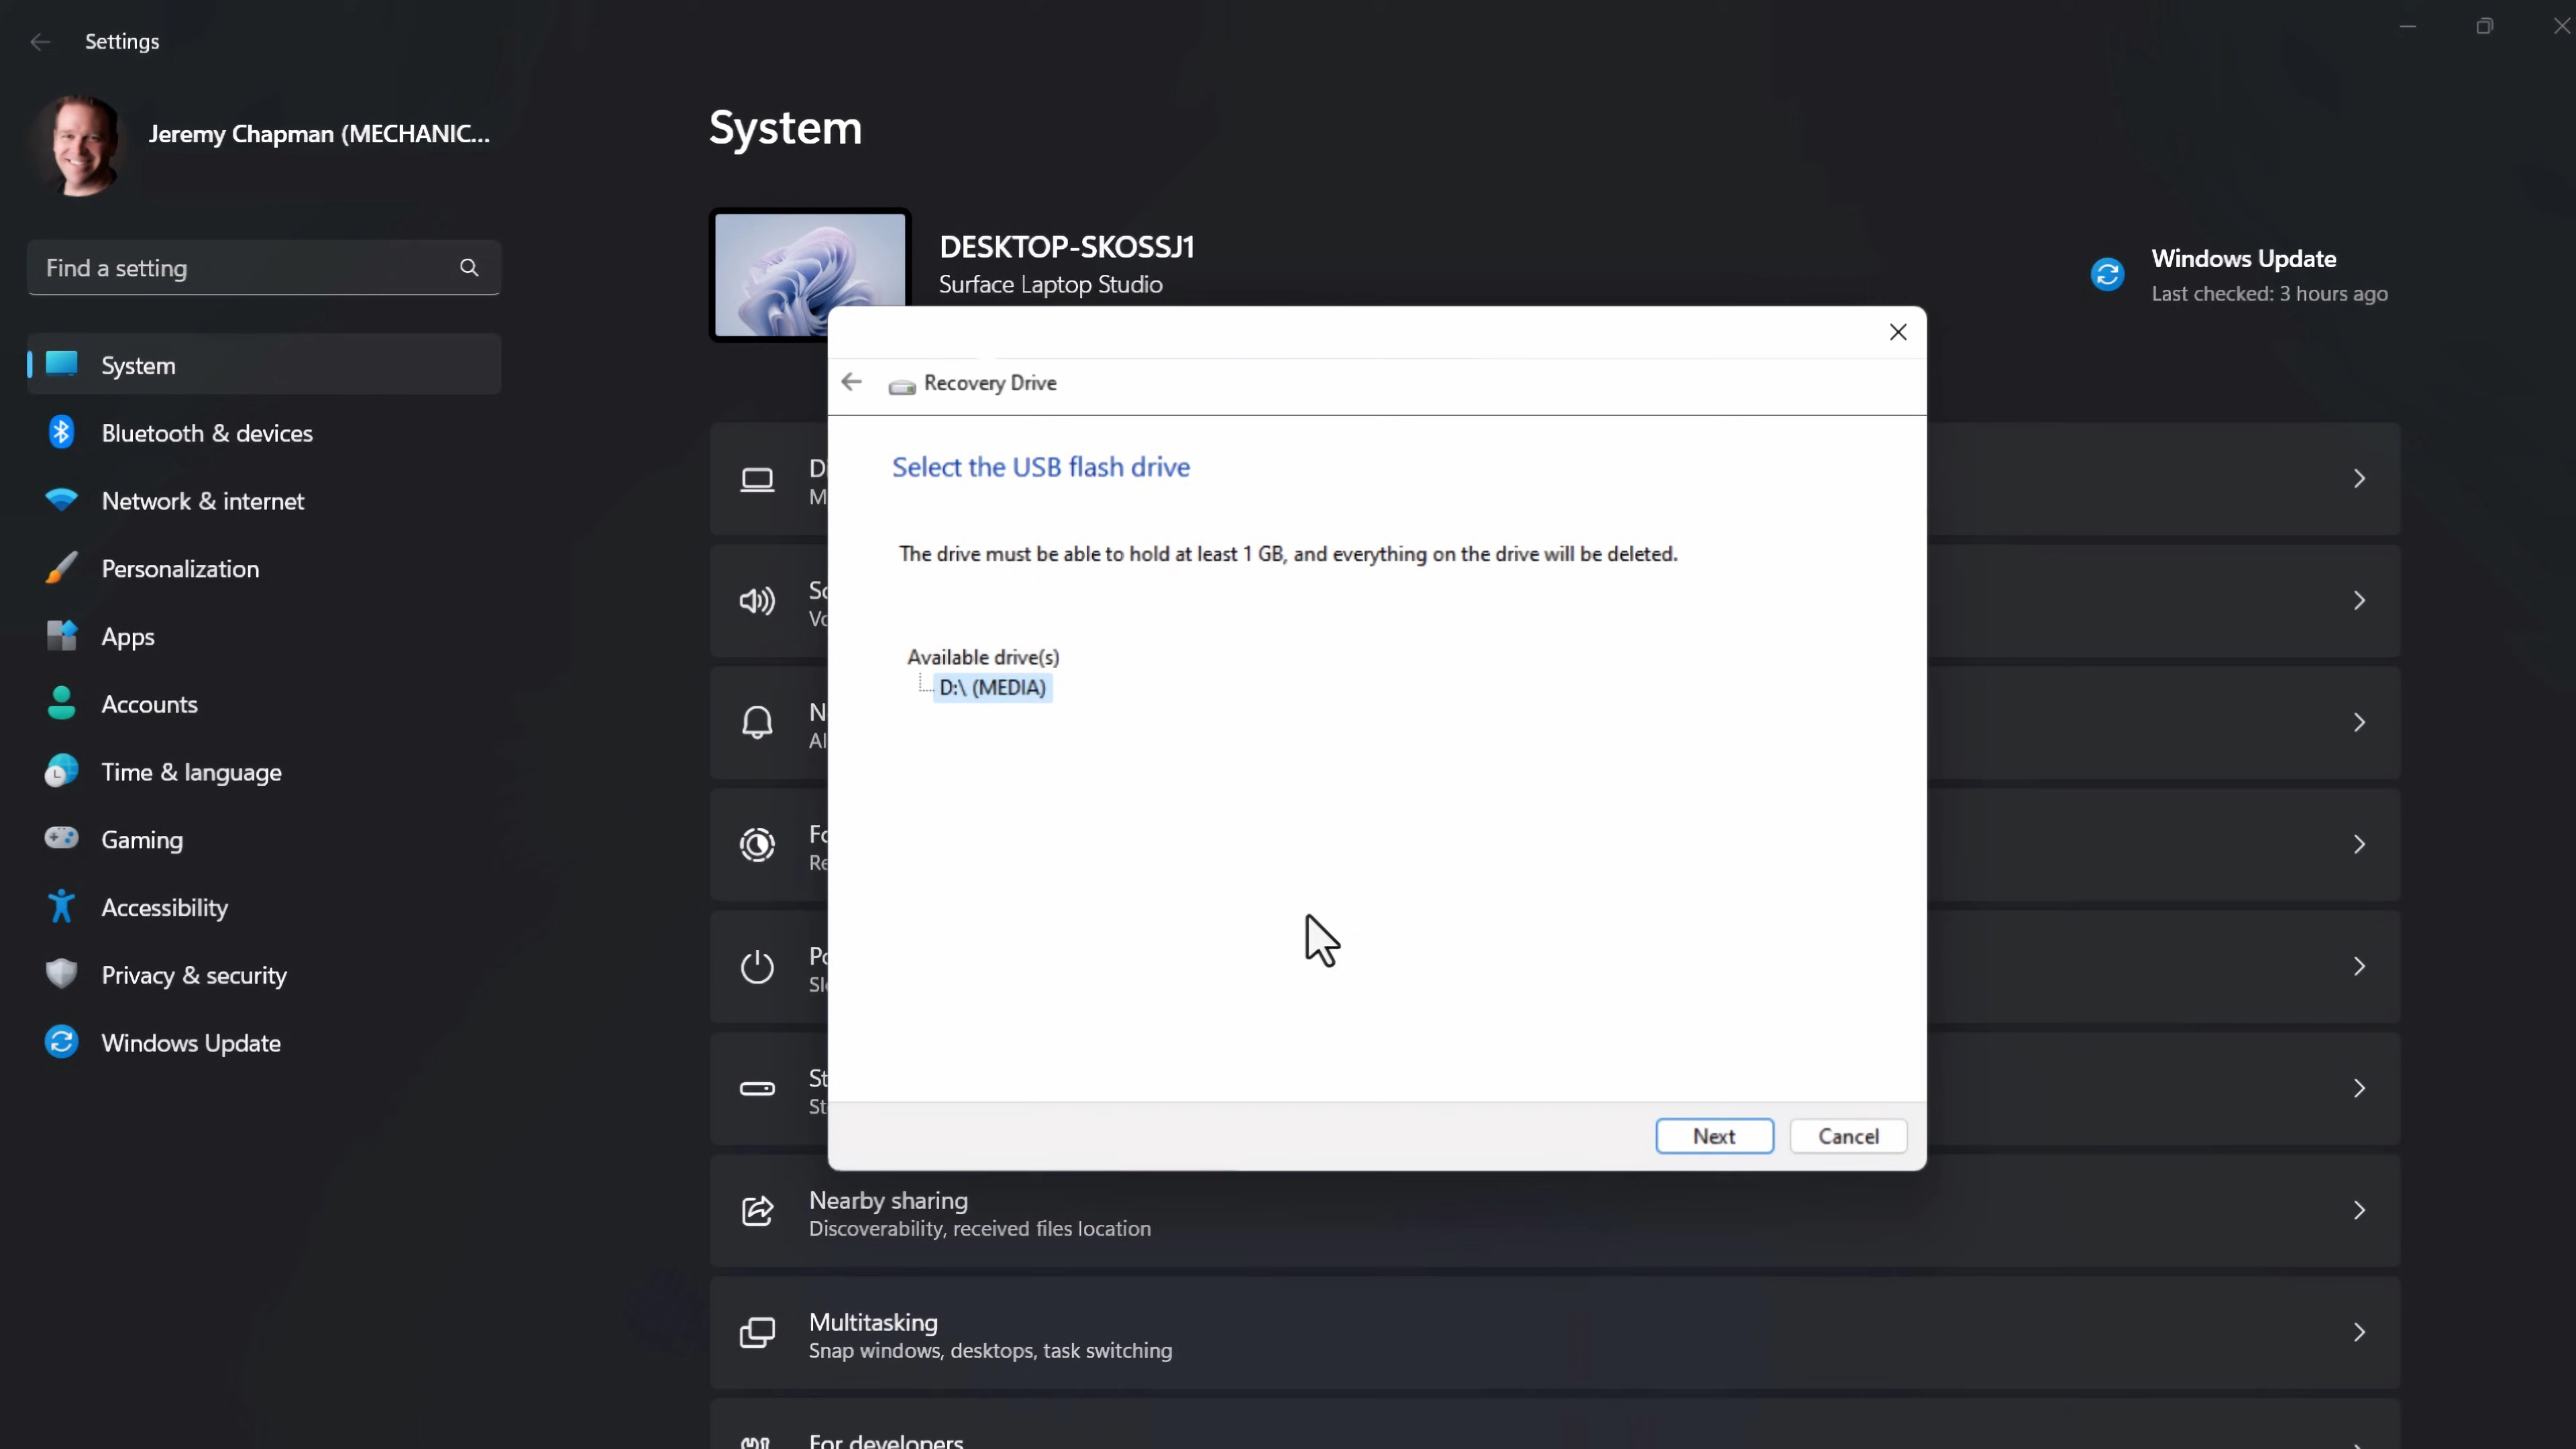 Settings
Jeremy Chapman (MECHANIC...
Find a setting
System
Bluetooth & devices
Network & internet
Personalization
Apps
Accounts
Time & language
Gaming
Accessibility
Privacy & security
Windows Update
System
DESKTOP-SKOSSJ1
Surface Laptop Studio
Windows Update
Last checked: 3 hours ago
Recovery Drive
Select the USB flash drive
The drive must be able to hold at least 1 GB, and everything on the drive will be deleted.
Available drive(s)
D:\ (MEDIA)
Next
Cancel
Nearby sharing
Discoverability, received files location
Multitasking
Snap windows, desktops, task switching
For developers